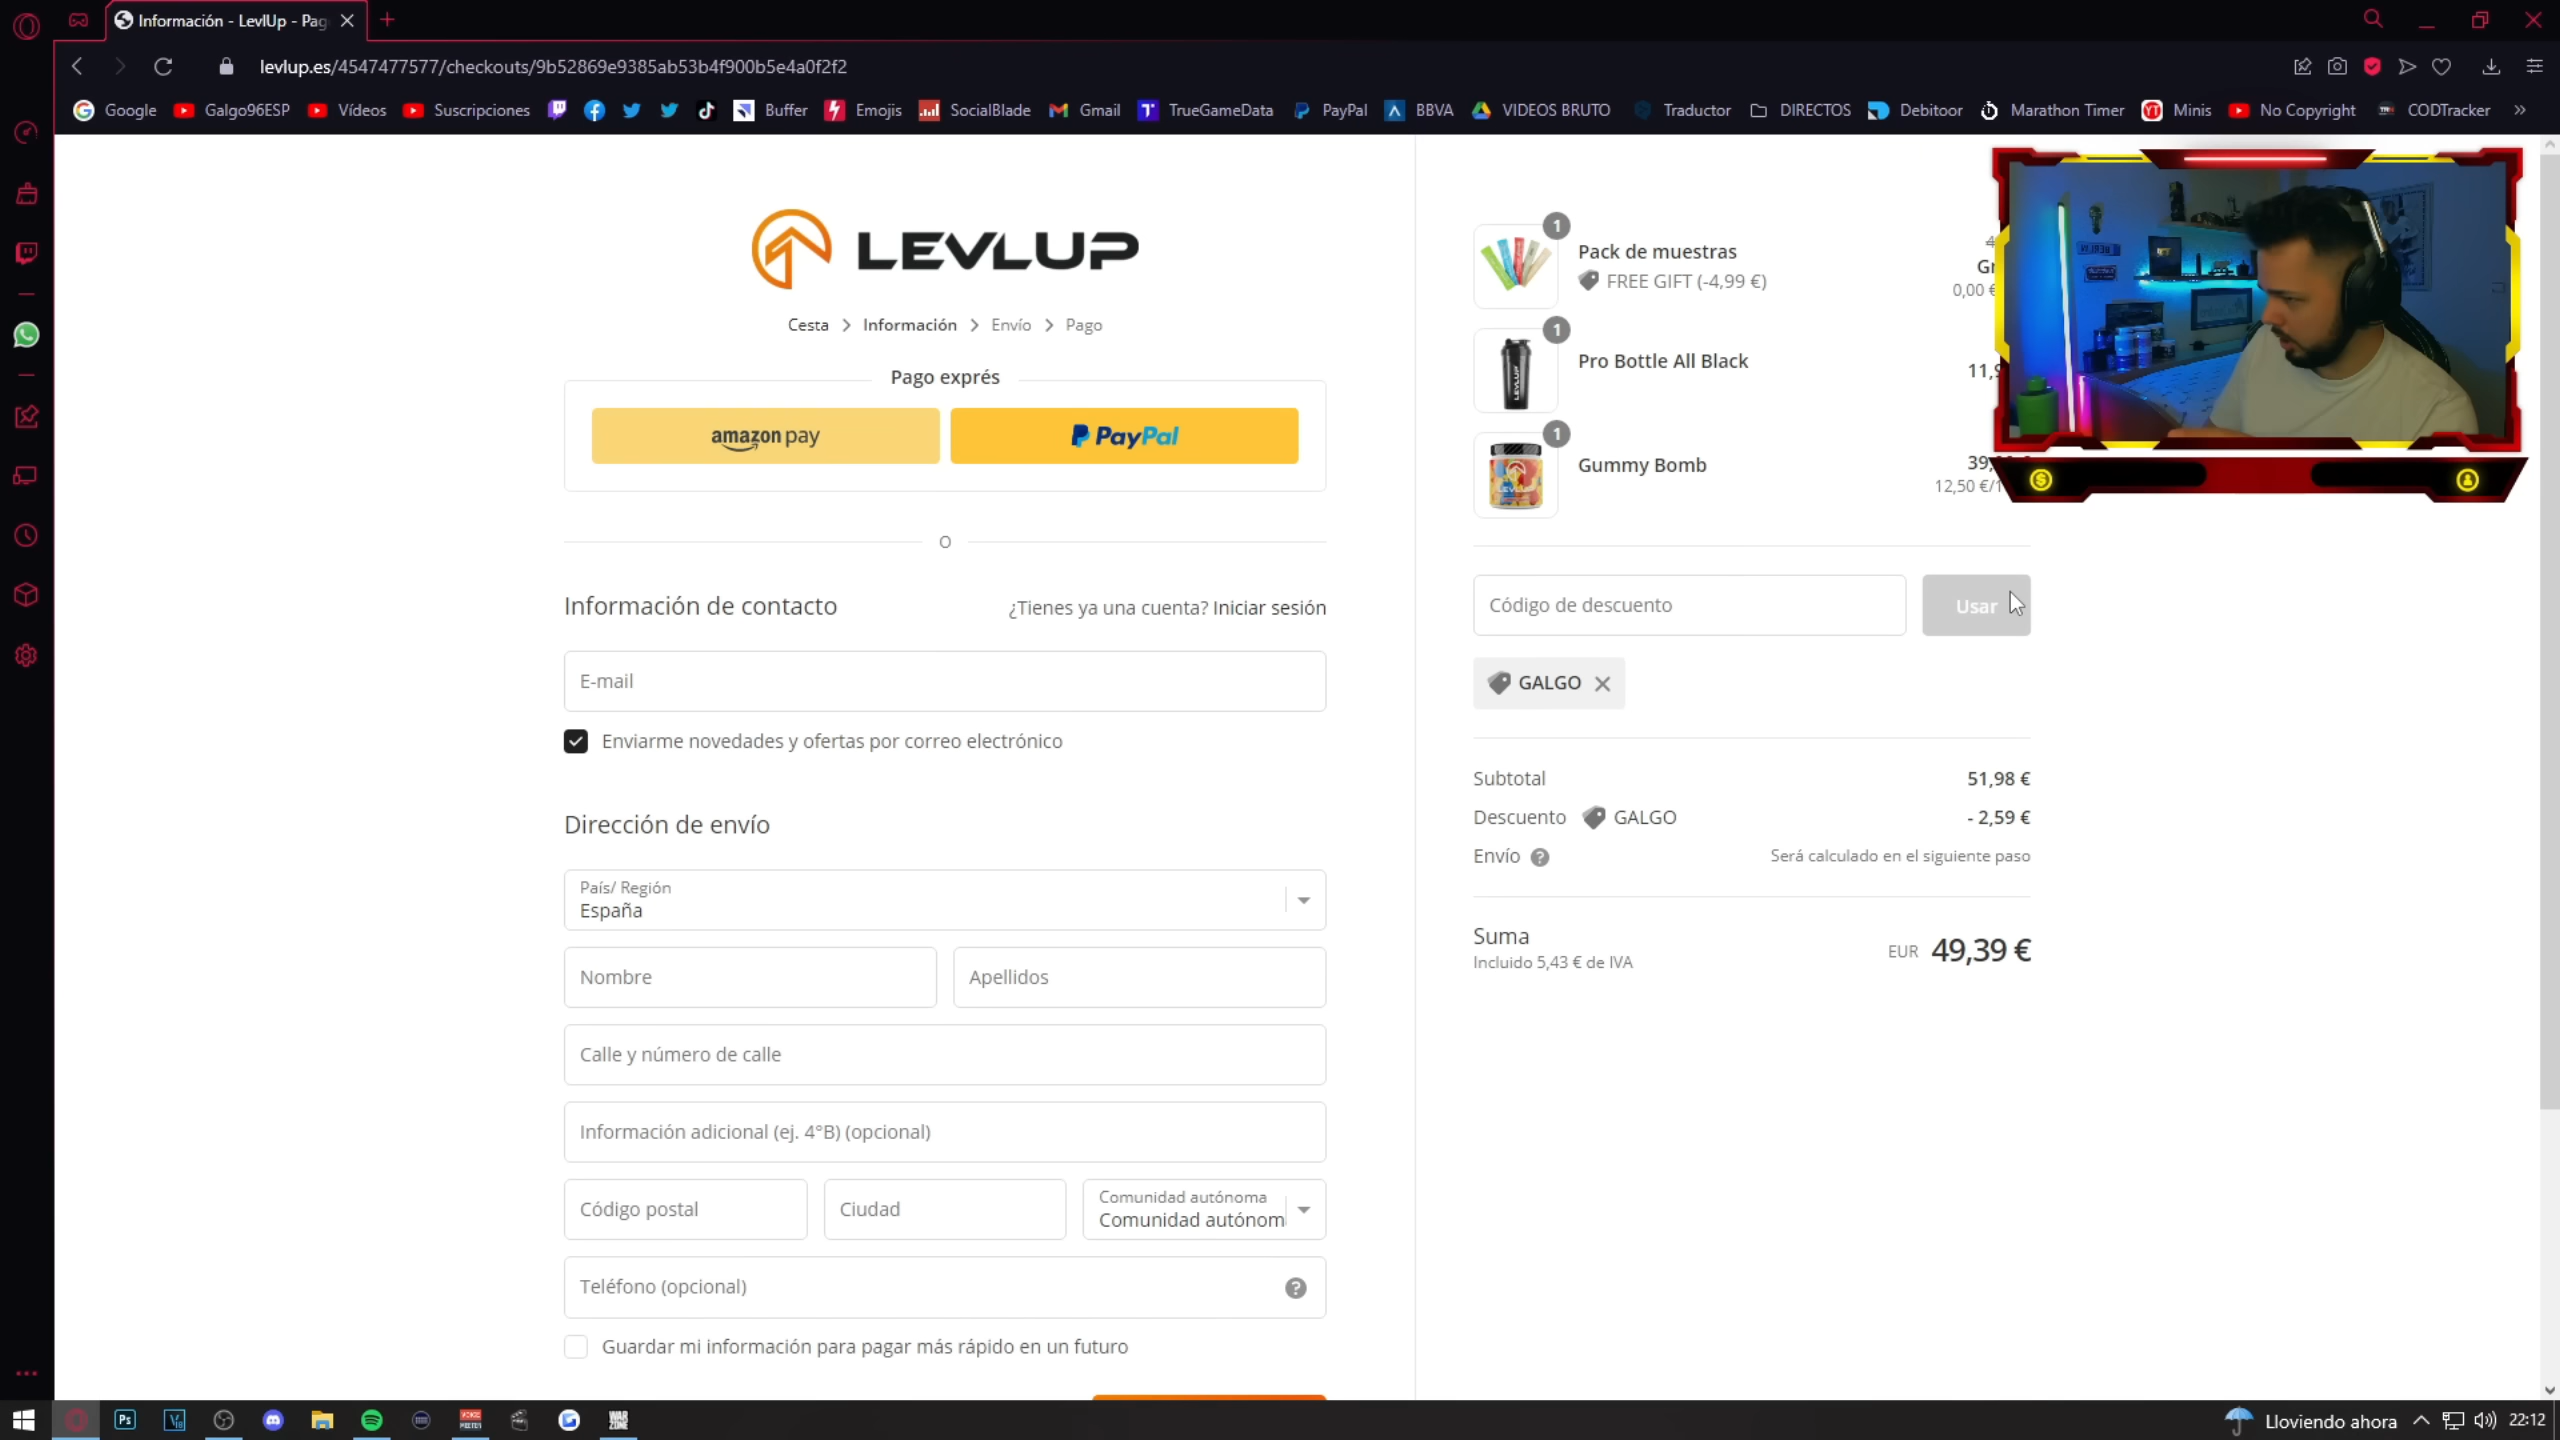 Información - LevlUp - Pag
levlup.es/4547477577/checkouts/9b52869e9385ab53b4f900b5e4a0f2f2
Google Galgo96ESP Vídeos Suscripciones Buffer Emojis SocialBlade Gmail TrueGameData PayPal BBVA VIDEOS BRUTO Traductor DIRECTOS Debitoor Marathon Timer Minis No Copyright CODTracker »
LEVLUP
Cesta > Información > Envío > Pago
Pago exprés
amazon pay
PayPal
O
Información de contacto
¿Tienes ya una cuenta? Iniciar sesión
E-mail
Enviarme novedades y ofertas por correo electrónico
Dirección de envío
País/ Región
España
Nombre
Apellidos
Calle y número de calle
Información adicional (ej. 4°B) (opcional)
Código postal
Ciudad
Comunidad autónoma
Comunidad autónom
Teléfono (opcional)
Guardar mi información para pagar más rápido en un futuro
1
Pack de muestras
FREE GIFT (-4,99 €)
0,00 €
1
Pro Bottle All Black
11,9
1
Gummy Bomb
39,
12,50 €/1
Código de descuento
Usar
GALGO
Subtotal 51,98 €
Descuento GALGO - 2,59 €
Envío Será calculado en el siguiente paso
Suma EUR 49,39 €
Incluido 5,43 € de IVA
Lloviendo ahora 22:12